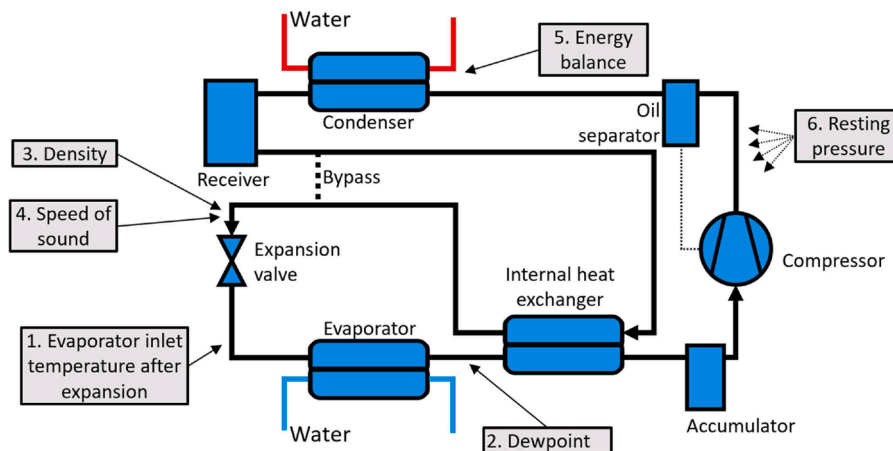 Water
5. Energy
balance
Condenser
Oil
separator
6. Resting
pressure
3. Density
Receiver
Bypass
4. Speed of
sound
Expansion
valve
Internal heat
exchanger
Compressor
1. Evaporator inlet
temperature after
expansion
Evaporator
Water
2. Dewpoint
Accumulator